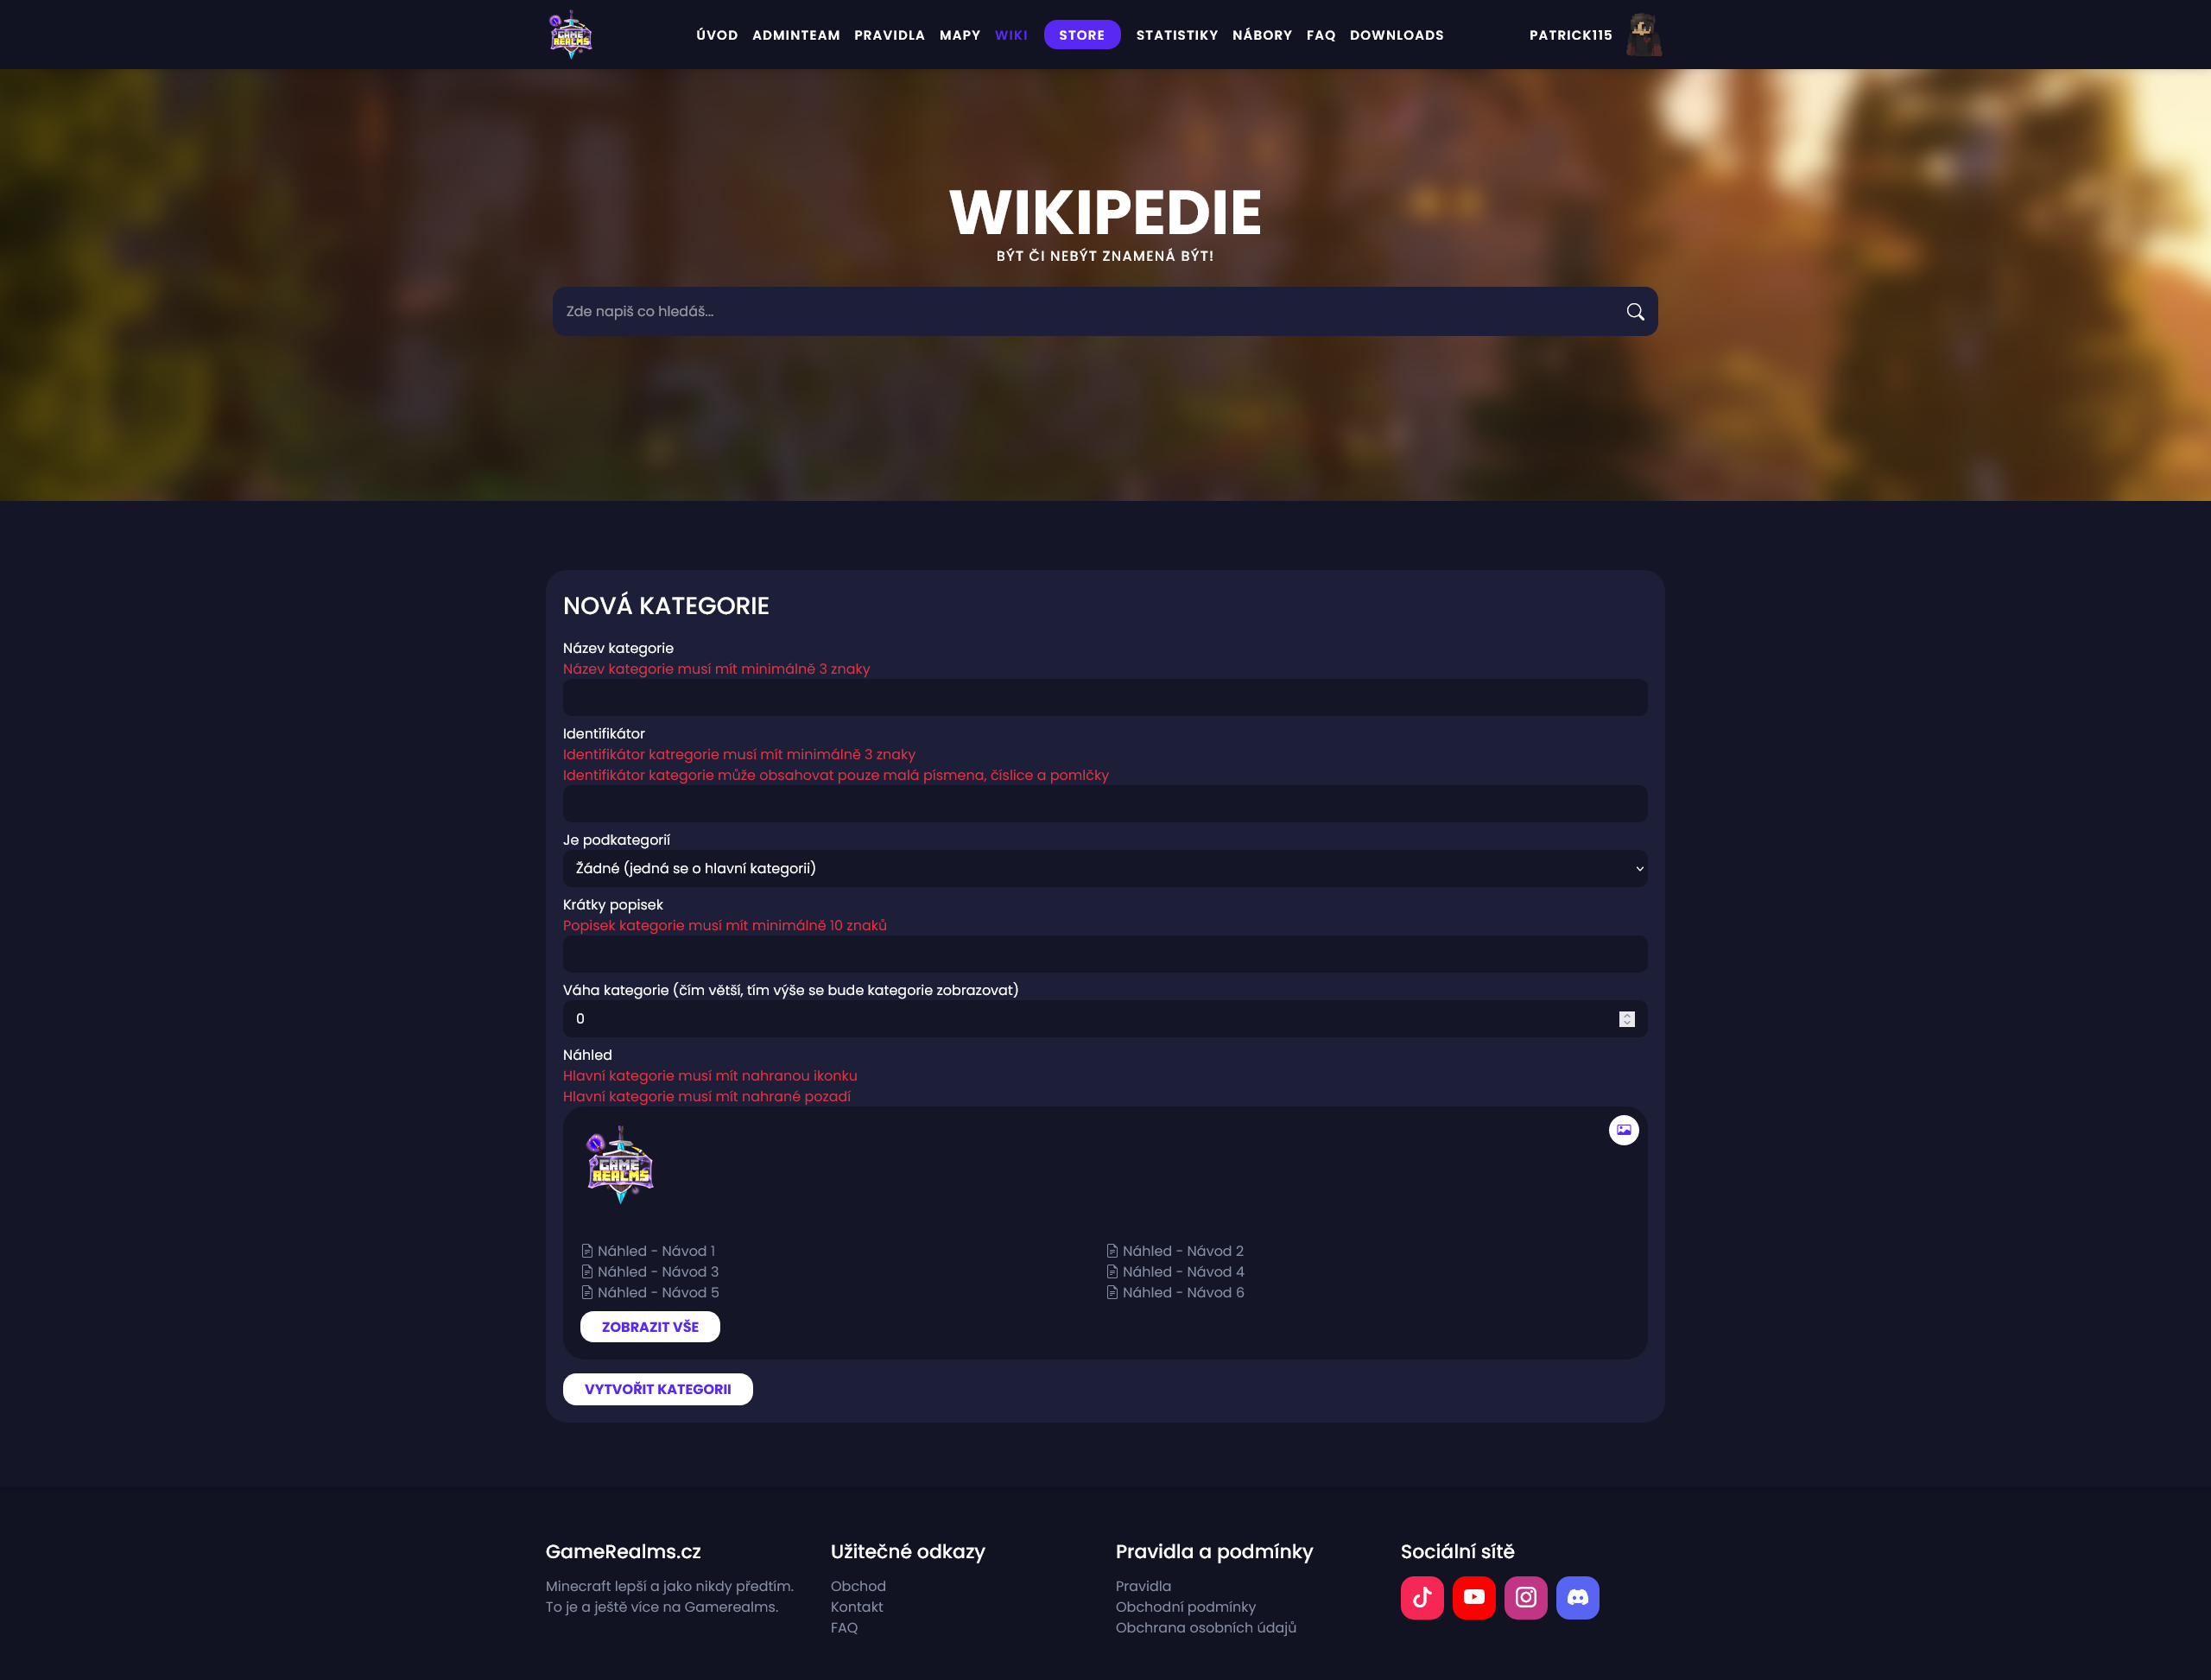 GAME
REALMS
ÚVOD ADMINTEAM PRAVIDLA MAPY WIKI STORE STATISTIKY NÁBORY FAQ DOWNLOADS PATRICK115
WIKIPEDIE
BÝT ČI NEBÝT ZNAMENÁ BÝT!
Zde napiš co hledáš...
NOVÁ KATEGORIE
Název kategorie
Název kategorie musí mít minimálně 3 znaky
Identifikátor
Identifikátor katregorie musí mít minimálně 3 znaky
Identifikátor kategorie může obsahovat pouze malá písmena, číslice a pomlčky
Je podkategorií
Žádné (jedná se o hlavní kategorii)
Krátky popisek
Popisek kategorie musí mít minimálně 10 znaků
Váha kategorie (čím větší, tím výše se bude kategorie zobrazovat)
0
Náhled
Hlavní kategorie musí mít nahranou ikonku
Hlavní kategorie musí mít nahrané pozadí
GAME
REALMS
Náhled - Návod 1 Náhled - Návod 2
Náhled - Návod 3 Náhled - Návod 4
Náhled - Návod 5 Náhled - Návod 6
ZOBRAZIT VŠE
VYTVOŘIT KATEGORII
GameRealms.cz
Minecraft lepší a jako nikdy předtím.
To je a ještě více na Gamerealms.
Užitečné odkazy
Obchod
Kontakt
FAQ
Pravidla a podmínky
Pravidla
Obchodní podmínky
Obchrana osobních údajů
Sociální sítě